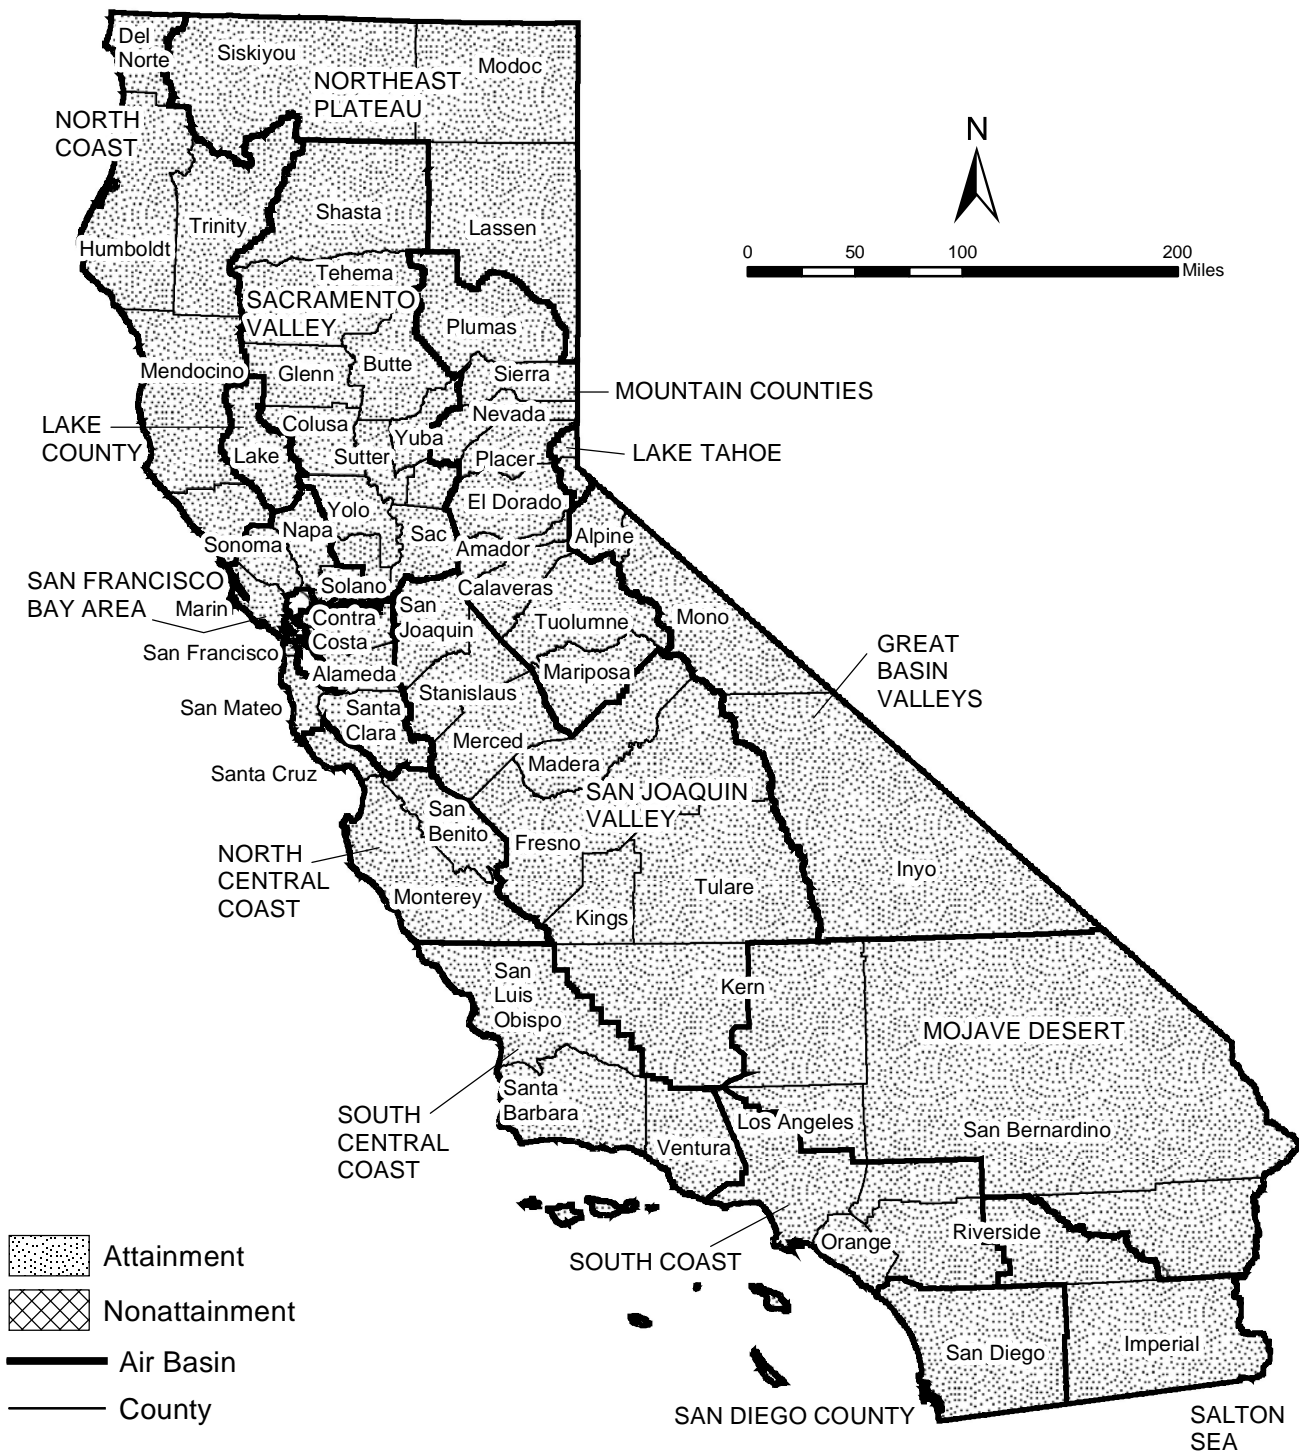 Del
Norte
Siskiyou
Modoc
NORTHEAST
PLATEAU
NORTH
COAST
N
Trinity
Shasta
Lassen
Humboldt
0
50
100
200
Miles
Tehema
SACRAMENTO
VALLEY
Plumas
Mendocino
Glenn
Butte
Sierra
MOUNTAIN COUNTIES
Nevada
LAKE
COUNTY
Colusa
Yuba
Lake
Sutter
Placer
LAKE TAHOE
Yolo
El Dorado
Napa
Sac
Alpine
Sonoma
Amador
SAN FRANCISCO
BAY AREA
Solano
Calaveras
Marin
San
Joaquin
Contra
Costa
Tuolumne
Mono
San Francisco
GREAT
BASIN
VALLEYS
Alameda
Mariposa
Stanislaus
San Mateo
Santa
Clara
Merced
Santa Cruz
Madera
SAN JOAQUIN
VALLEY
San
Benito
Fresno
NORTH
CENTRAL
COAST
Inyo
Monterey
Tulare
Kings
San
Luis
Obispo
Kern
MOJAVE DESERT
Santa
Barbara
SOUTH
CENTRAL
COAST
Los Angeles
San Bernardino
Ventura
Riverside
Orange
SOUTH COAST
Attainment
Nonattainment
Air Basin
County
San Diego
Imperial
SAN DIEGO COUNTY
SALTON
SEA